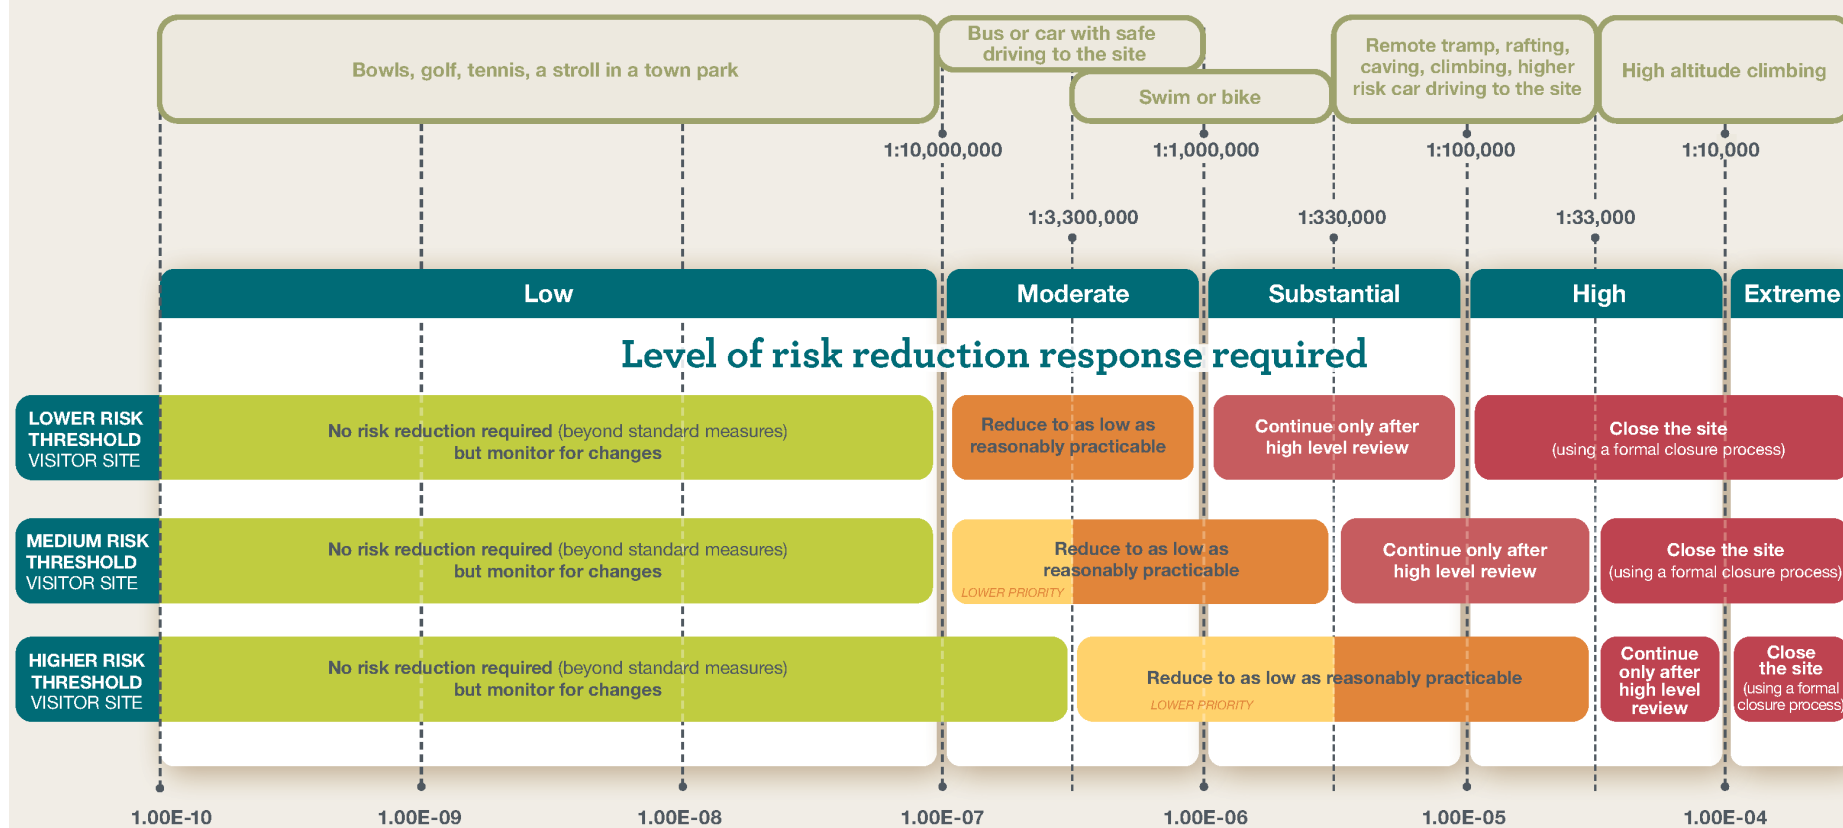 Bowls, golf, tennis, a stroll in a town park
Bus or car with safe
driving to the site
Swim or bike
Remote tramp, rafting,
caving, climbing, higher
risk car driving to the site
High altitude climbing
1:10,000,000
1:1,000,000
1:100,000
1:10,000
1:3,300,000
1:330,000
1:33,000
Low
Moderate
Substantial
High
Extreme
Level of risk reduction response required
LOWER RISK
THRESHOLD
VISITOR SITE
No risk reduction required (beyond standard measures)
but monitor for changes
Reduce to as low as
reasonably practicable
Continue only after
high level review
Close the site
(using a formal closure process)
MEDIUM RISK
THRESHOLD
VISITOR SITE
No risk reduction required (beyond standard measures)
but monitor for changes
Reduce to as low as
reasonably practicable
LOWER PRIORITY
Continue only after
high level review
Close the site
(using a formal closure process)
HIGHER RISK
THRESHOLD
VISITOR SITE
No risk reduction required (beyond standard measures)
but monitor for changes
Reduce to as low as reasonably practicable
LOWER PRIORITY
Continue
only after
high level
review
Close
the site
(using a formal
closure process)
1.00E-10
1.00E-09
1.00E-08
1.00E-07
1.00E-06
1.00E-05
1.00E-04